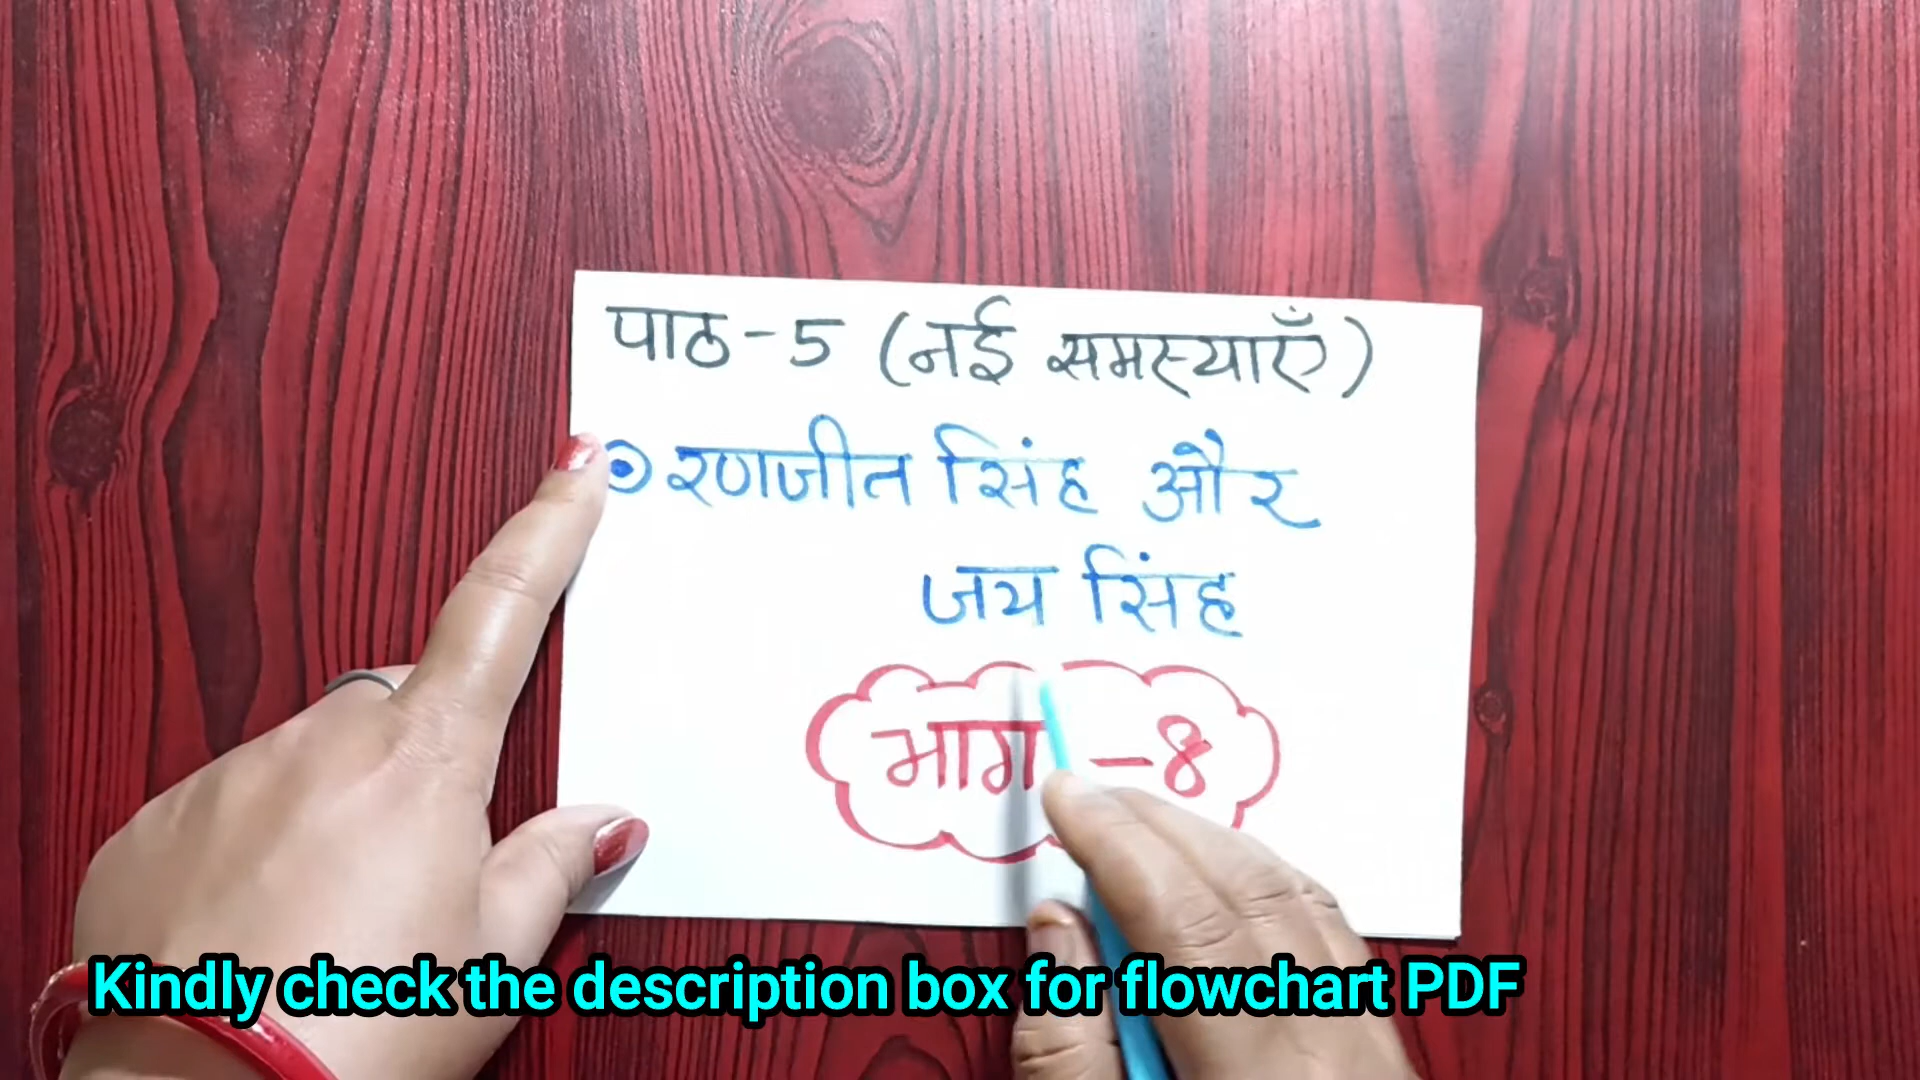 पाठ-5 (नई समस्याएँ)
रणजीत सिंह और
जय सिंह
भाग -8
Kindly check the description box for flowchart PDF